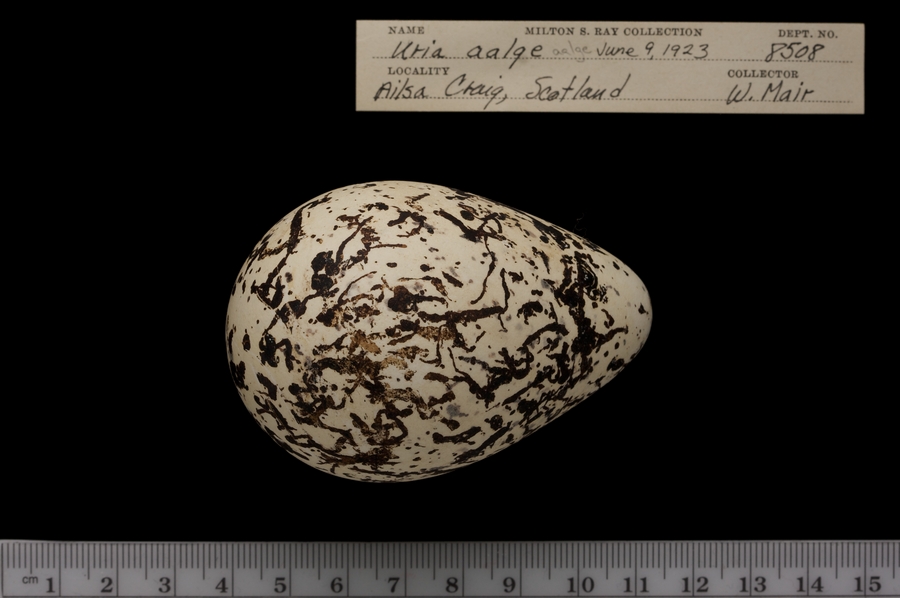 NAME MILTON S. RAY COLLECTION DEPT. NO.
Uria aalge aalge June 9, 1923 8508
LOCALITY COLLECTOR
Ailsa Craig, Scotland W. Mair
cm 1 2 3 4 5 6 7 8 9 10 11 12 13 14 15